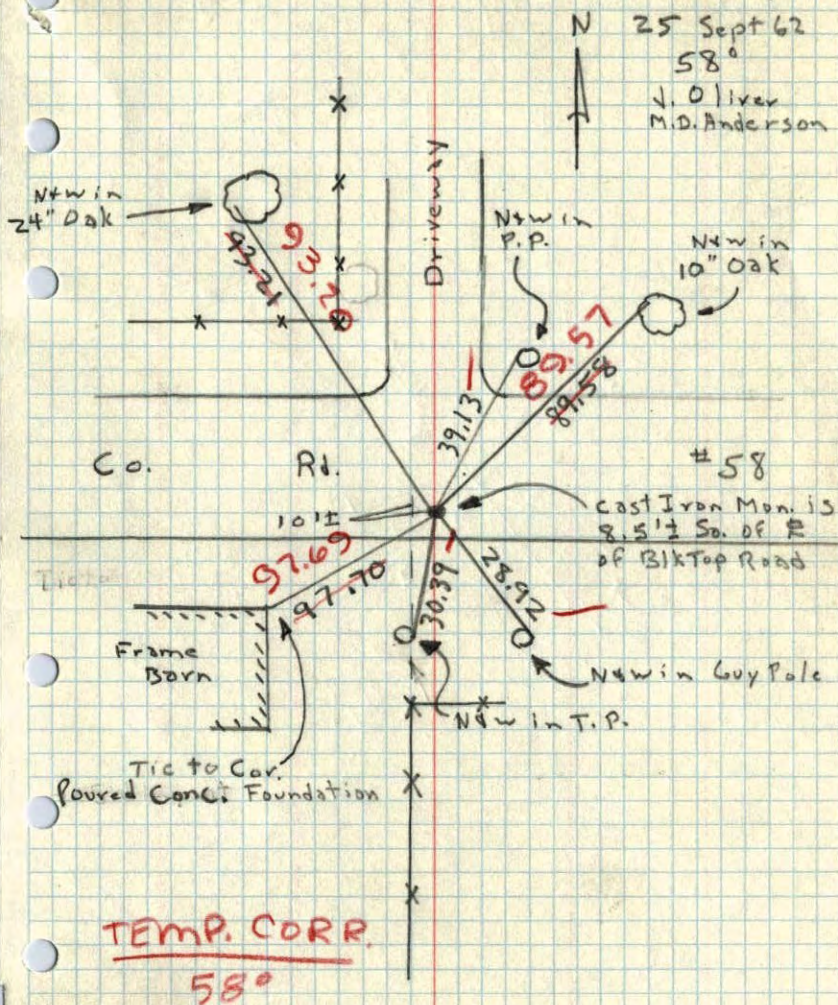 N 25 Sept 62
58°
J. Oliver
M.D. Anderson
N&W in
24" Oak
93.21
93.20
Driveway
N&W in
P.P.
N&W in
10" Oak
89.57
89.58
39.13
Co. Rd. #58
10'±
Cast Iron Mon. is
8.5'± So. of ℄
of BlkTop Road
97.69
97.70
30.39
28.92
Tie to
Frame
Barn
N&W in Guy Pole
N&W in T.P.
Tie to Cor.
Poured Conc. Foundation
TEMP. CORR.
58°